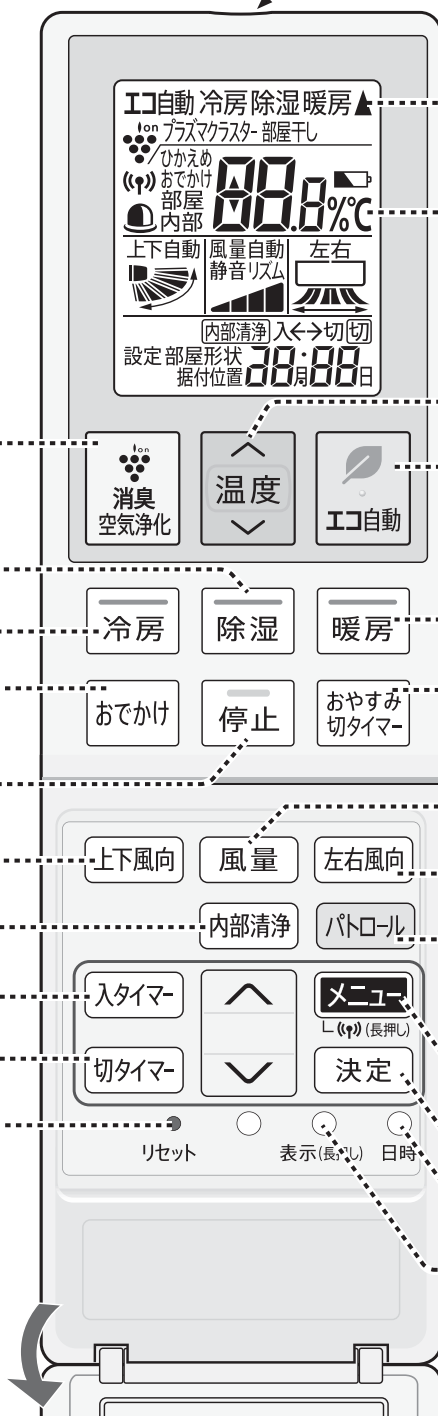 エコ自動 冷房 除湿 暖房▲
ion プラズマクラスター 部屋干し
ひかえめ
おでかけ
部屋
内部
88.8%℃
上下自動 風量自動 左右
静音リズム
内部清浄 入←→切 切
設定 部屋形状
据付位置 38月:88日
ion
消臭
空気浄化
温度
エコ自動
冷房 除湿 暖房
おでかけ 停止 おやすみ
切タイマー
上下風向 風量 左右風向
内部清浄 パトロール
入タイマー メニュー
(長押し)
切タイマー 決定
リセット 表示(長押し) 日時